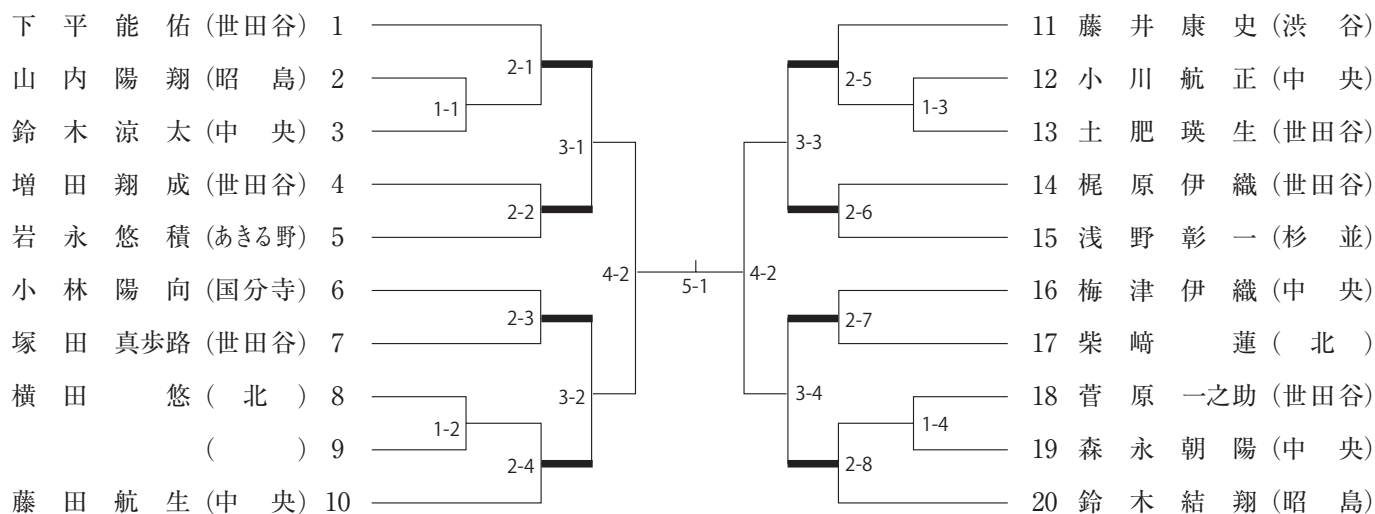 下平能佑(世田谷) 1
山内陽翔(昭島) 2
鈴木涼太(中央) 3
増田翔成(世田谷) 4
岩永悠積(あきる野) 5
小林陽向(国分寺) 6
塚田真歩路(世田谷) 7
横田悠(北) 8
( ) 9
藤田航生(中央) 10
2-1
1-1
3-1
2-2
4-2
2-3
3-2
1-2
2-4
5-1
2-5
1-3
3-3
2-6
4-2
2-7
3-4
1-4
2-8
11 藤井康史(渋谷)
12 小川航正(中央)
13 土肥瑛生(世田谷)
14 梶原伊織(世田谷)
15 浅野彰一(杉並)
16 梅津伊織(中央)
17 柴﨑蓮(北)
18 菅原一之助(世田谷)
19 森永朝陽(中央)
20 鈴木結翔(昭島)